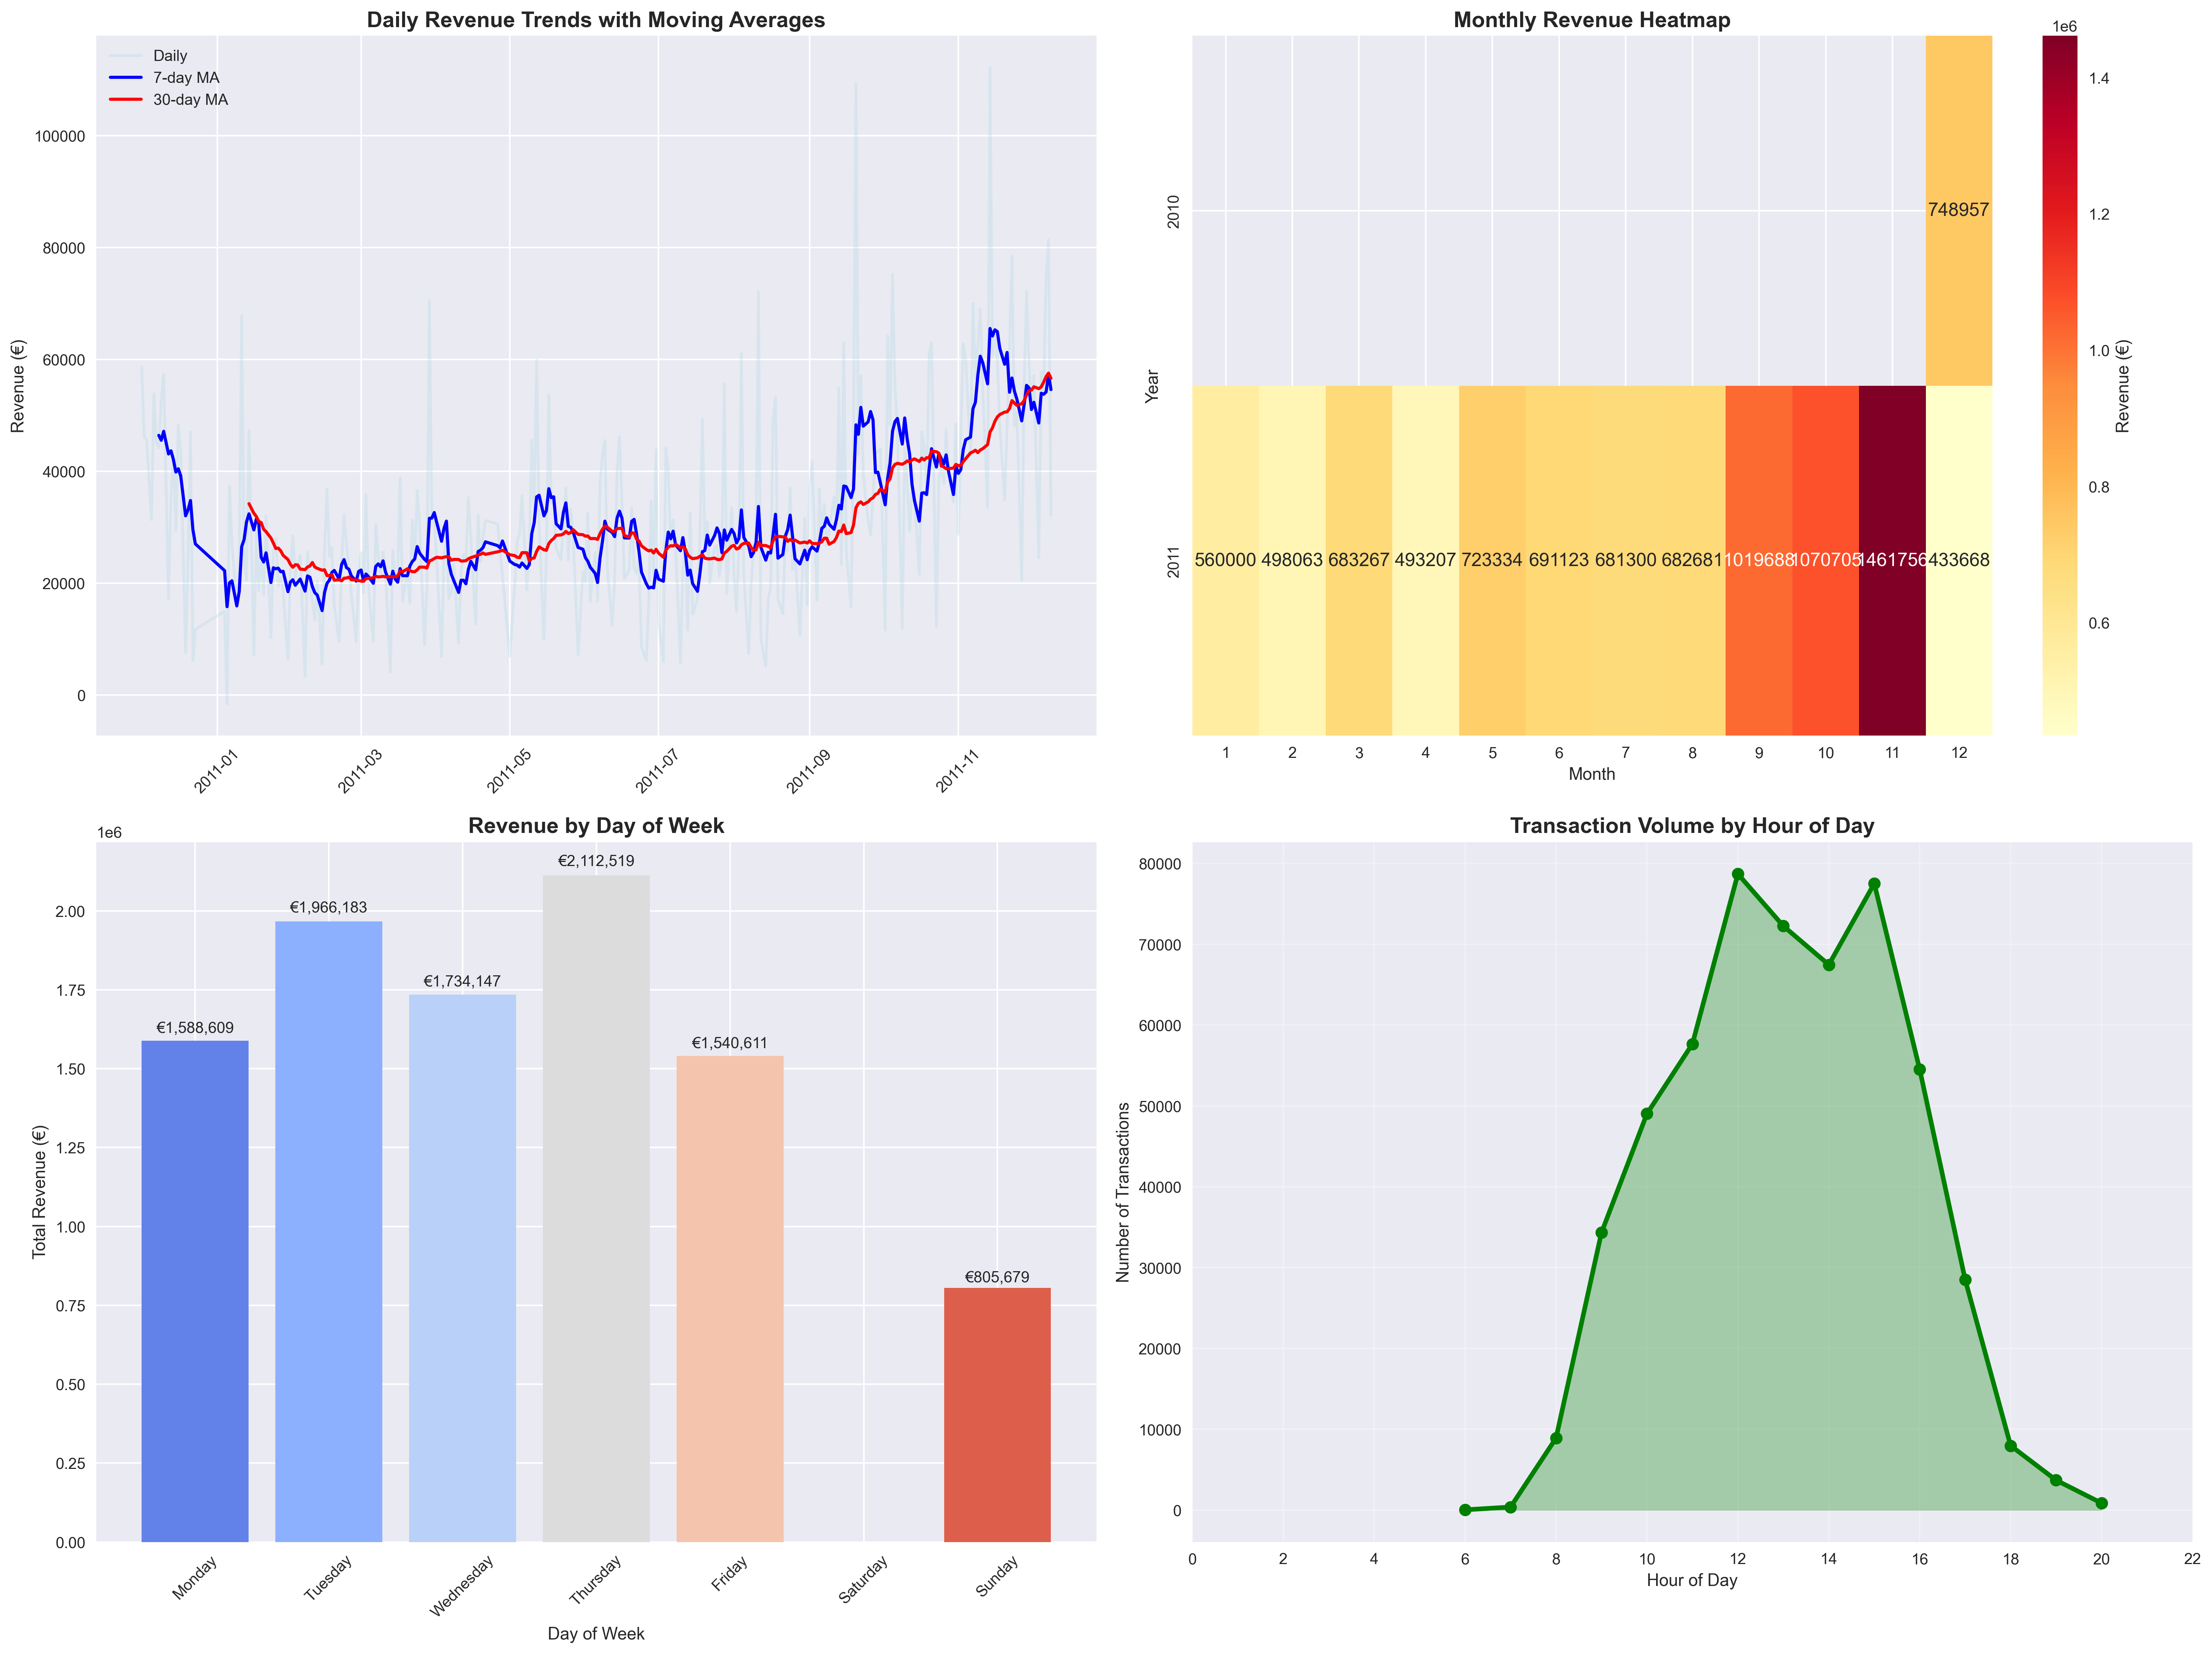 Daily Revenue Trends with Moving Averages
Daily
7-day MA
30-day MA
Revenue (€)
100000
80000
60000
40000
20000
0
2011-01
2011-03
2011-05
2011-07
2011-09
2011-11
Monthly Revenue Heatmap
Year
2010
2011
748957
560000 498063 683267 493207 723334 691123 681300 682681 1019688 1070705 1461756 433668
1 2 3 4 5 6 7 8 9 10 11 12
Month
1e6
1.4
1.2
1.0
0.8
0.6
Revenue (€)
Revenue by Day of Week
1e6
Total Revenue (€)
2.00
1.75
1.50
1.25
1.00
0.75
0.50
0.25
0.00
€1,588,609
€1,966,183
€1,734,147
€2,112,519
€1,540,611
€805,679
Monday
Tuesday
Wednesday
Thursday
Friday
Saturday
Sunday
Day of Week
Transaction Volume by Hour of Day
Number of Transactions
80000
70000
60000
50000
40000
30000
20000
10000
0
0 2 4 6 8 10 12 14 16 18 20 22
Hour of Day